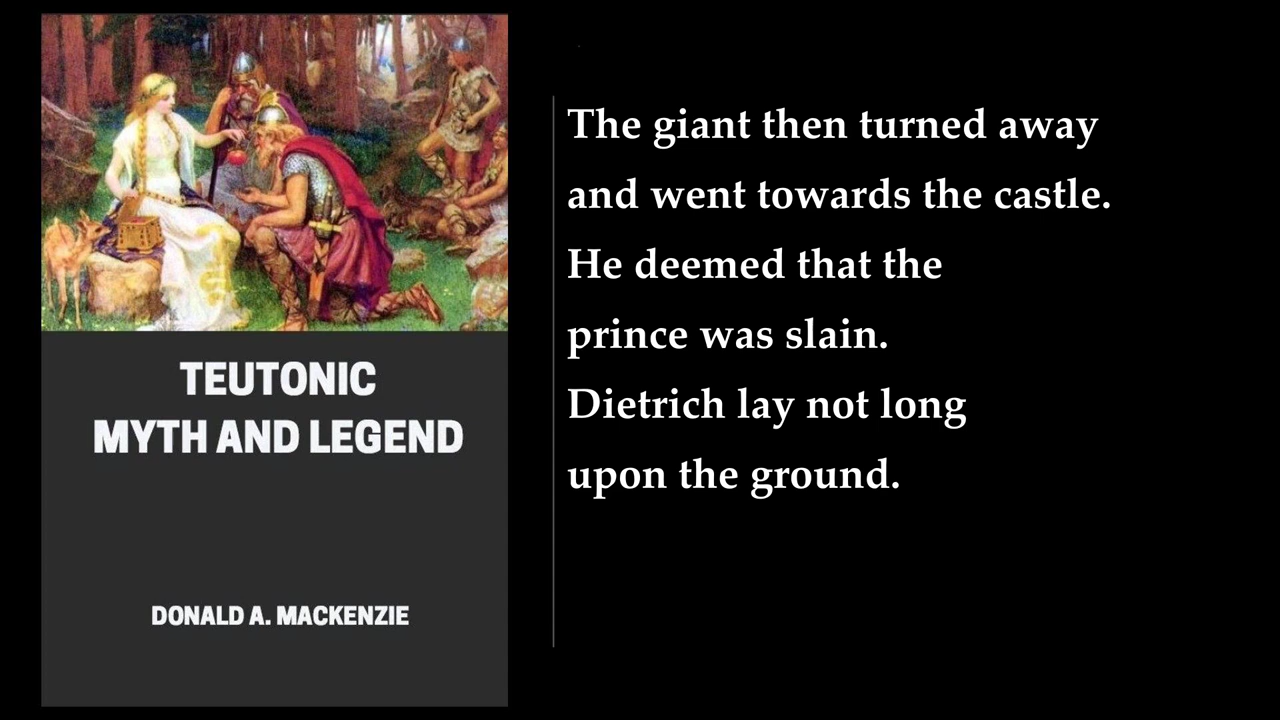 TEUTONIC
MYTH AND LEGEND
DONALD A. MACKENZIE
The giant then turned away
and went towards the castle.
He deemed that the
prince was slain.
Dietrich lay not long
upon the ground.